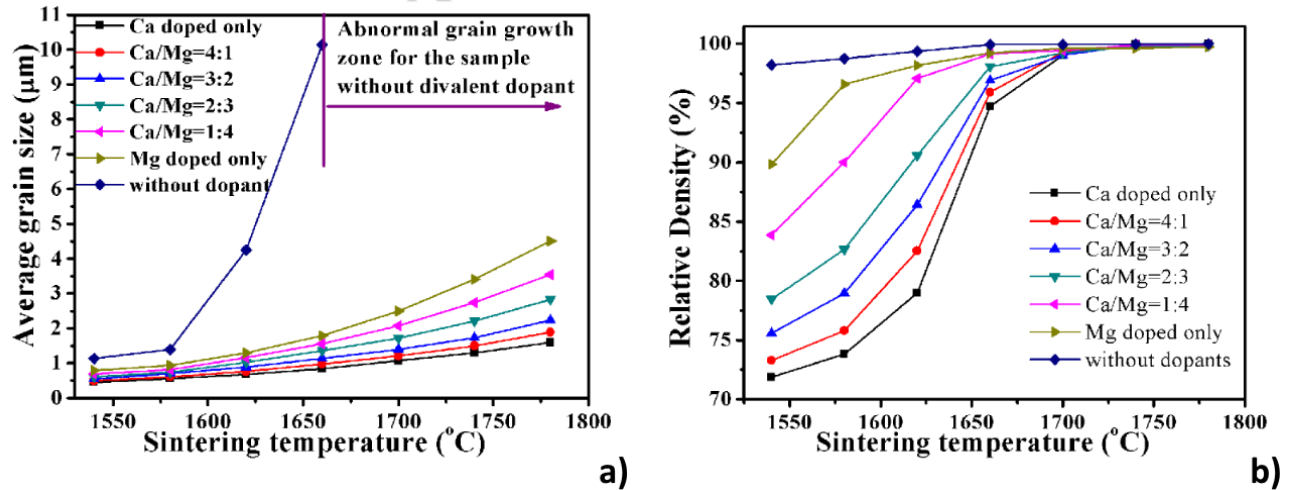 Average grain size (μm)
11
10
9
8
7
6
5
4
3
2
1
0
Ca doped only
Ca/Mg=4:1
Ca/Mg=3:2
Ca/Mg=2:3
Ca/Mg=1:4
Mg doped only
without dopant
Abnormal grain growth
zone for the sample
without divalent dopant
1550 1600 1650 1700 1750 1800
Sintering temperature (°C)
a)
Relative Density (%)
100
95
90
85
80
75
70
Ca doped only
Ca/Mg=4:1
Ca/Mg=3:2
Ca/Mg=2:3
Ca/Mg=1:4
Mg doped only
without dopants
1550 1600 1650 1700 1750 1800
Sintering temperature (°C)
b)